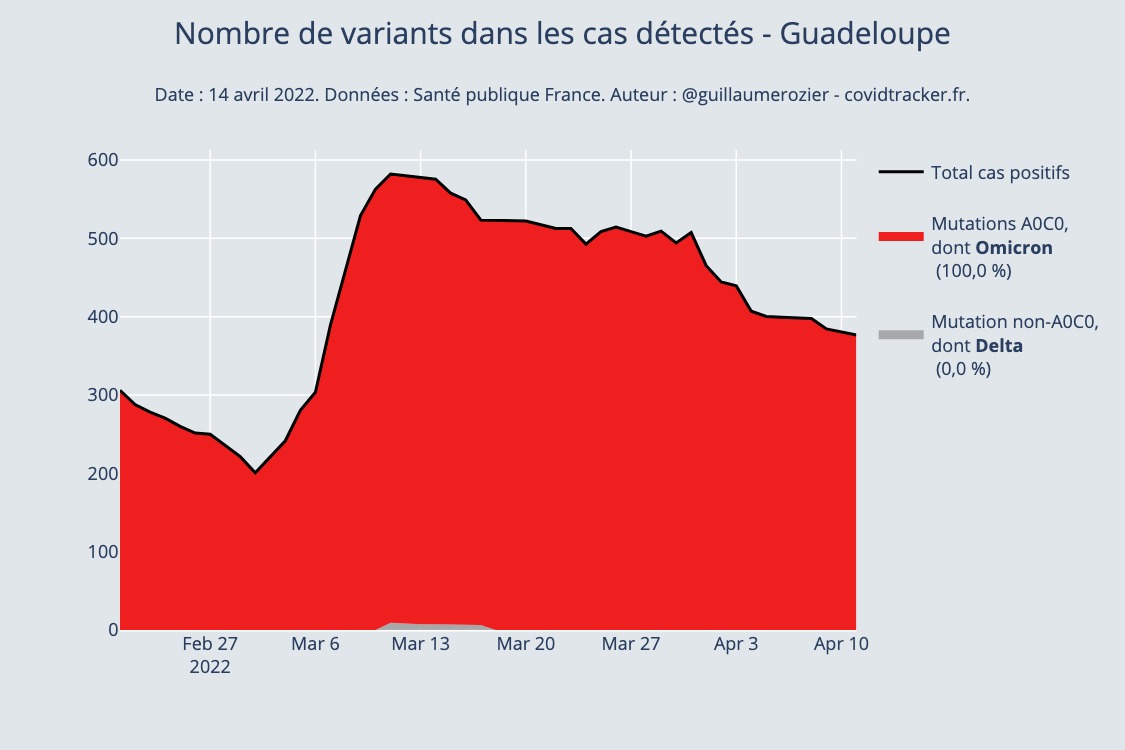 Nombre de variants dans les cas détectés - Guadeloupe
Date : 14 avril 2022. Données : Santé publique France. Auteur : @guillaumerozier - covidtracker.fr.
600
500
400
300
200
100
0
Feb 27
2022
Mar 6
Mar 13
Mar 20
Mar 27
Apr 3
Apr 10
Total cas positifs
Mutations A0C0,
dont Omicron
(100,0 %)
Mutation non-A0C0,
dont Delta
(0,0 %)